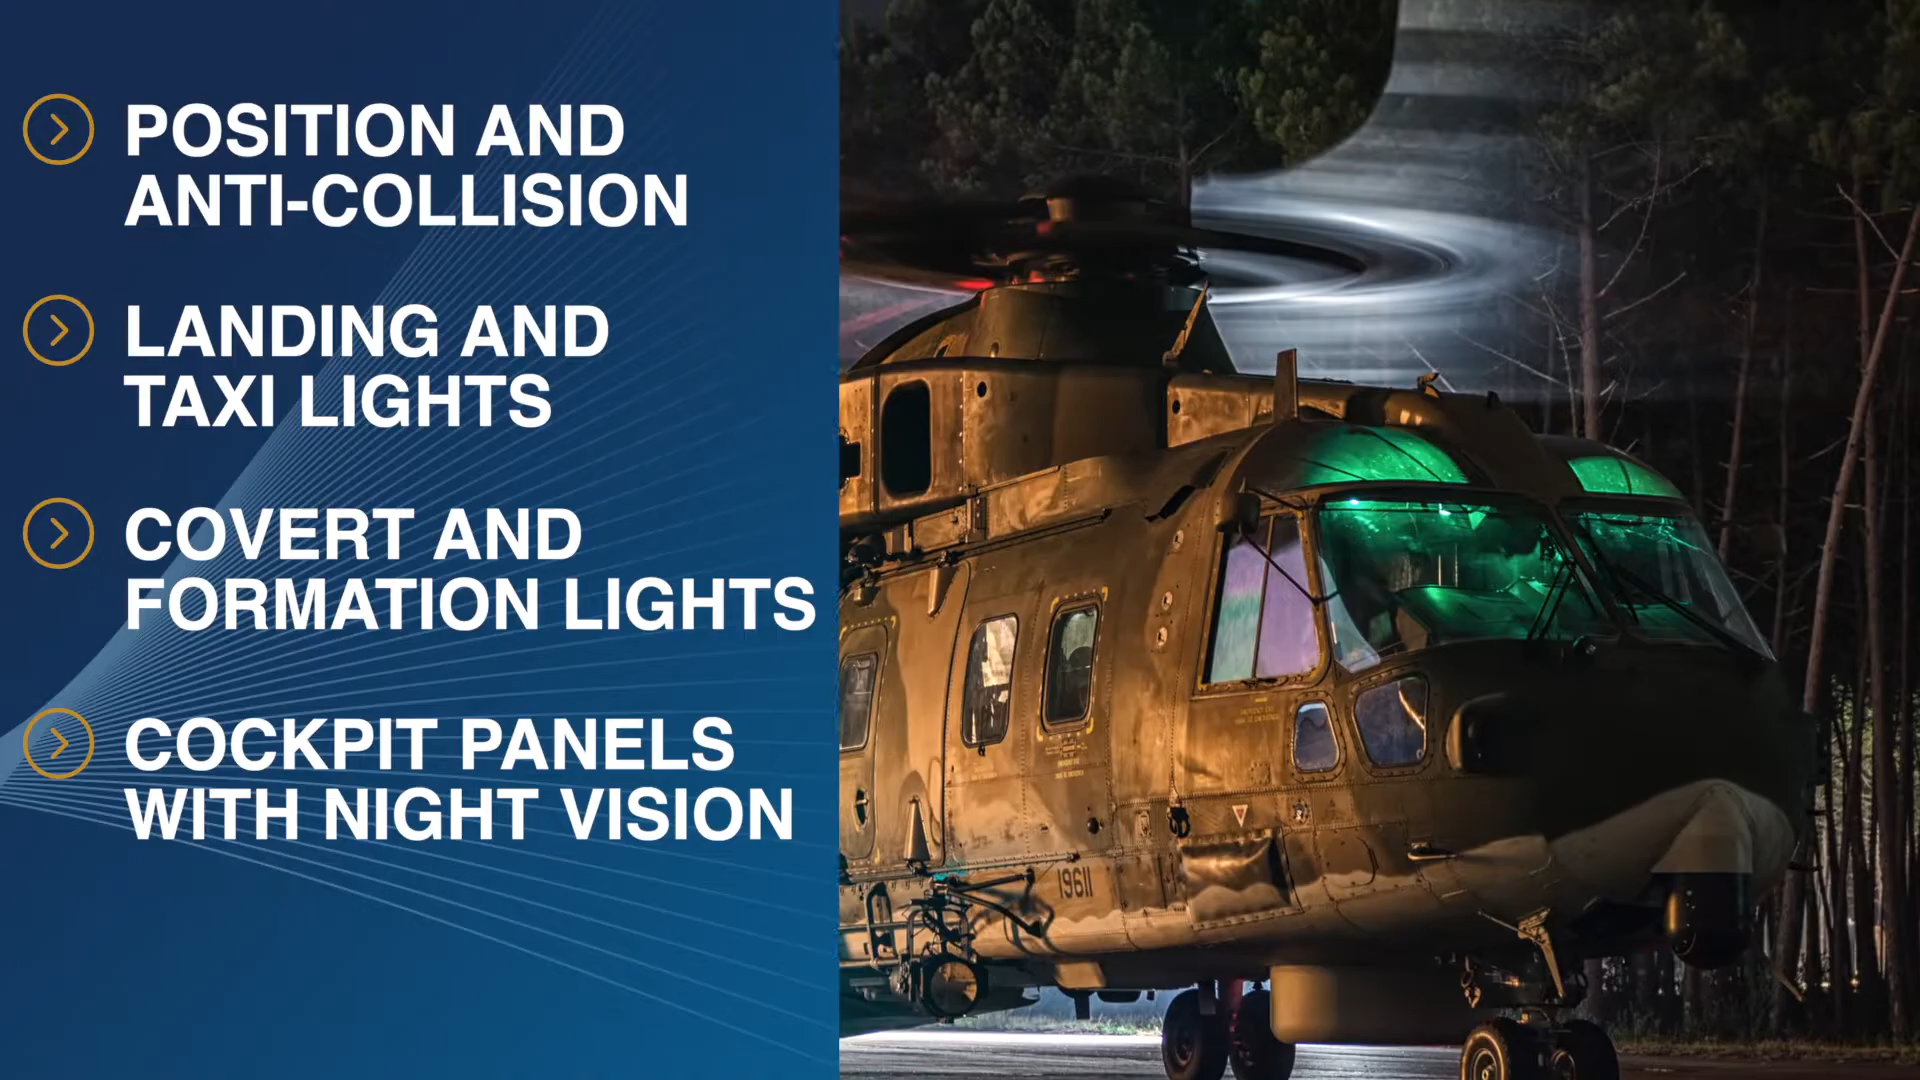 POSITION AND
ANTI-COLLISION
LANDING AND
TAXI LIGHTS
COVERT AND
FORMATION LIGHTS
COCKPIT PANELS
WITH NIGHT VISION
19611